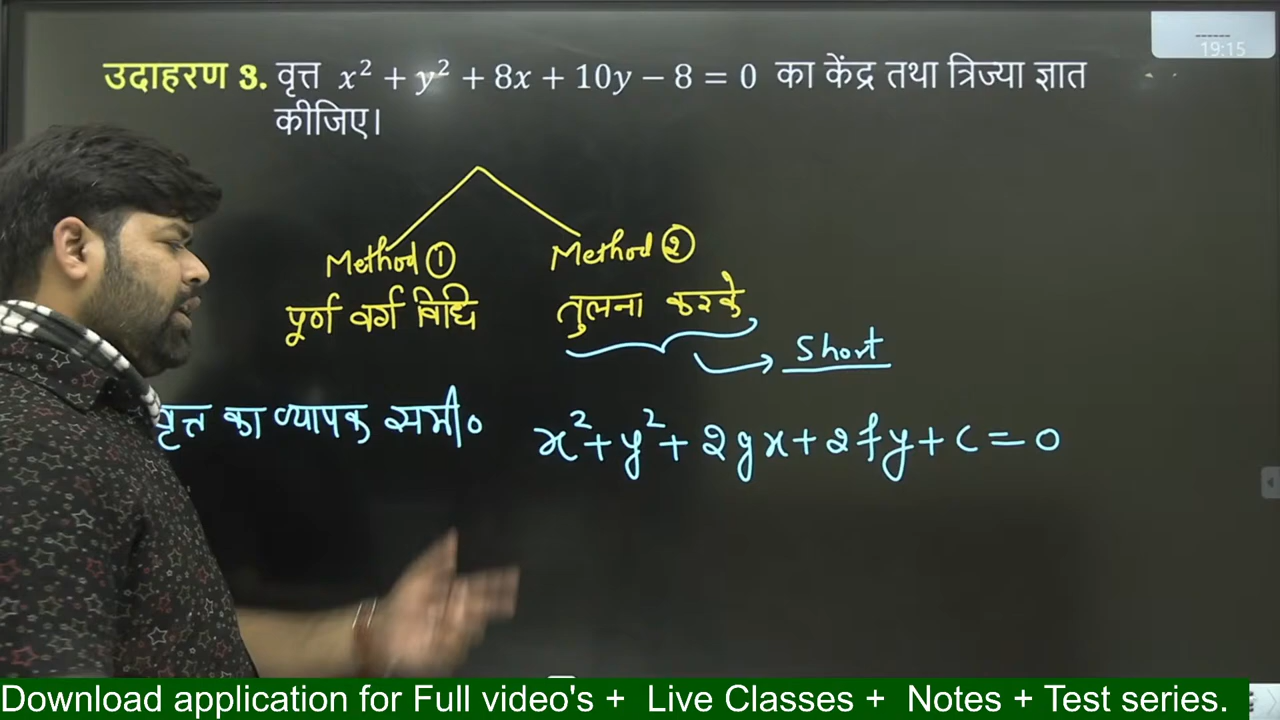 19:15
उदाहरण 3. वृत्त x² + y² + 8x + 10y − 8 = 0 का केंद्र तथा त्रिज्या ज्ञात
कीजिए।
Method ① Method ②
पूर्ण वर्ग विधि तुलना करके
Short
वृत्त का व्यापक समी० x² + y² + 2gx + 2fy + c = 0
Download application for Full video's + Live Classes + Notes + Test series.